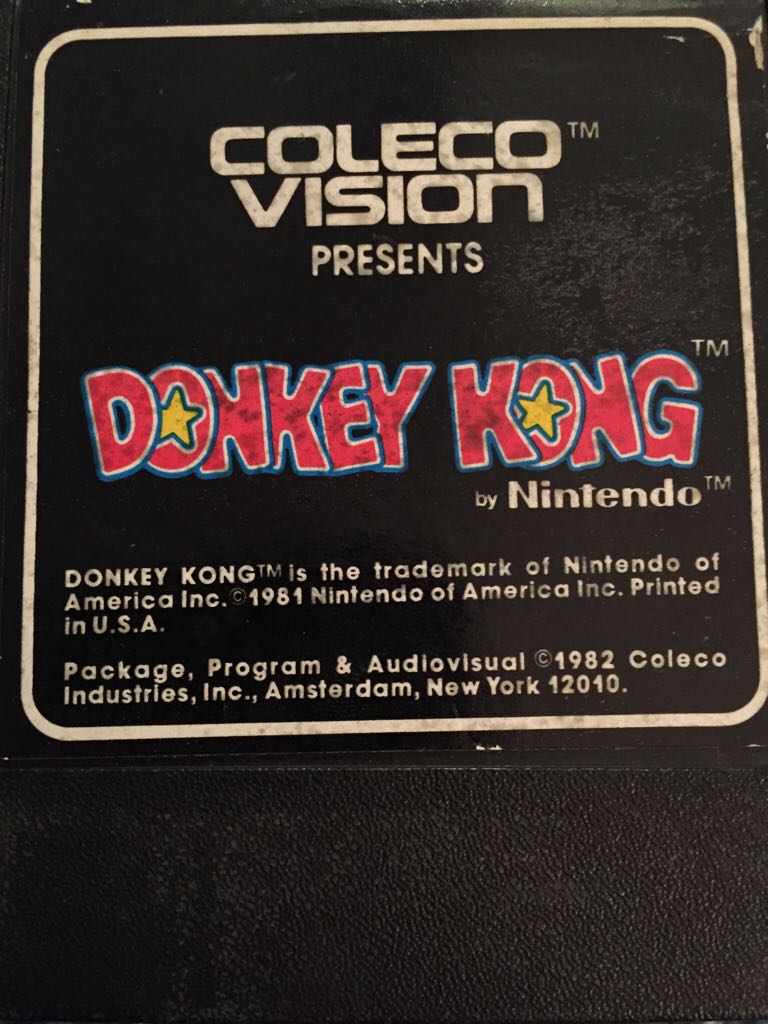 COLECO™
VISION
PRESENTS
DONKEY KONG™
by Nintendo™
DONKEY KONG™ is the trademark of Nintendo of
America Inc. ©1981 Nintendo of America Inc. Printed
in U.S.A.
Package, Program & Audiovisual ©1982 Coleco
Industries, Inc., Amsterdam, New York 12010.